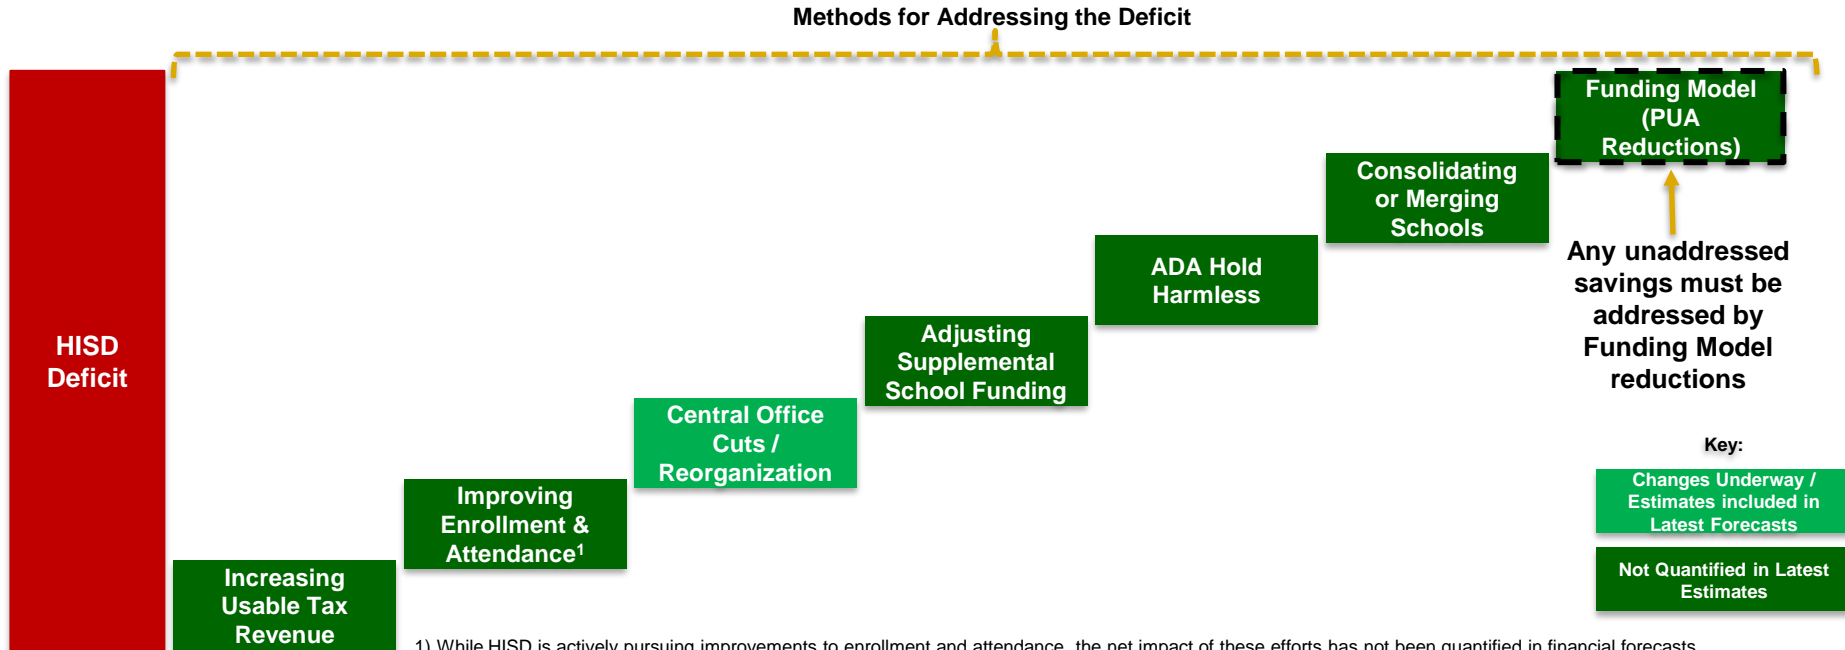 Methods for Addressing the Deficit
HISD
Deficit
Increasing
Usable Tax
Revenue
Improving
Enrollment &
Attendance¹
Central Office
Cuts /
Reorganization
Adjusting
Supplemental
School Funding
ADA Hold
Harmless
Consolidating
or Merging
Schools
Funding Model
(PUA
Reductions)
Any unaddressed
savings must be
addressed by
Funding Model
reductions
Key:
Changes Underway /
Estimates included in
Latest Forecasts
Not Quantified in Latest
Estimates
1) While HISD is actively pursuing improvements to enrollment and attendance, the net impact of these efforts has not been quantified in financial forecasts